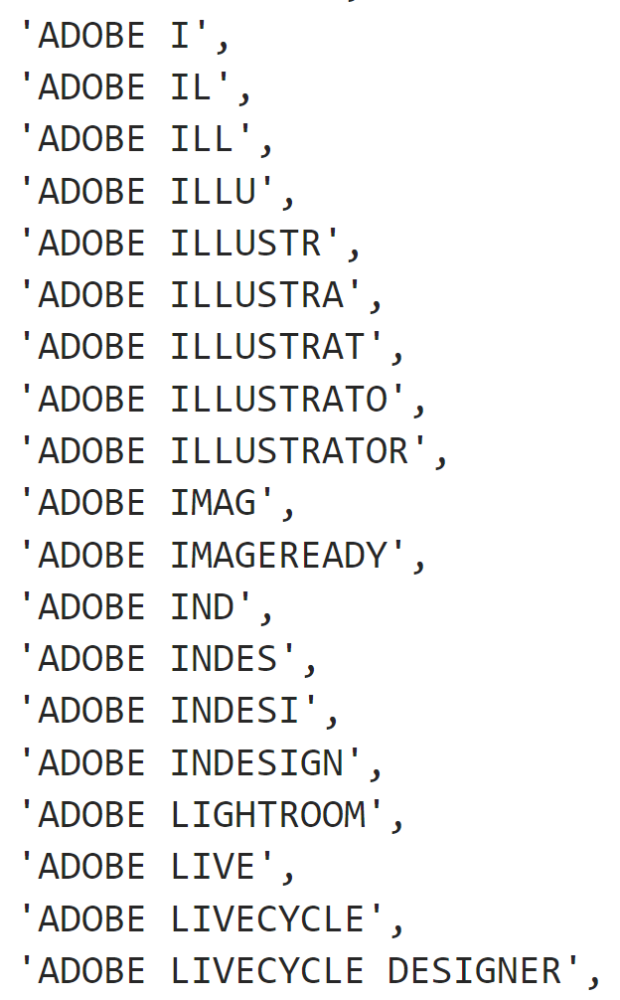 'ADOBE I',
'ADOBE IL',
'ADOBE ILL',
'ADOBE ILLU',
'ADOBE ILLUSTR',
'ADOBE ILLUSTRA',
'ADOBE ILLUSTRAT',
'ADOBE ILLUSTRATO',
'ADOBE ILLUSTRATOR',
'ADOBE IMAG',
'ADOBE IMAGEREADY',
'ADOBE IND',
'ADOBE INDES',
'ADOBE INDESI',
'ADOBE INDESIGN',
'ADOBE LIGHTROOM',
'ADOBE LIVE',
'ADOBE LIVECYCLE',
'ADOBE LIVECYCLE DESIGNER',